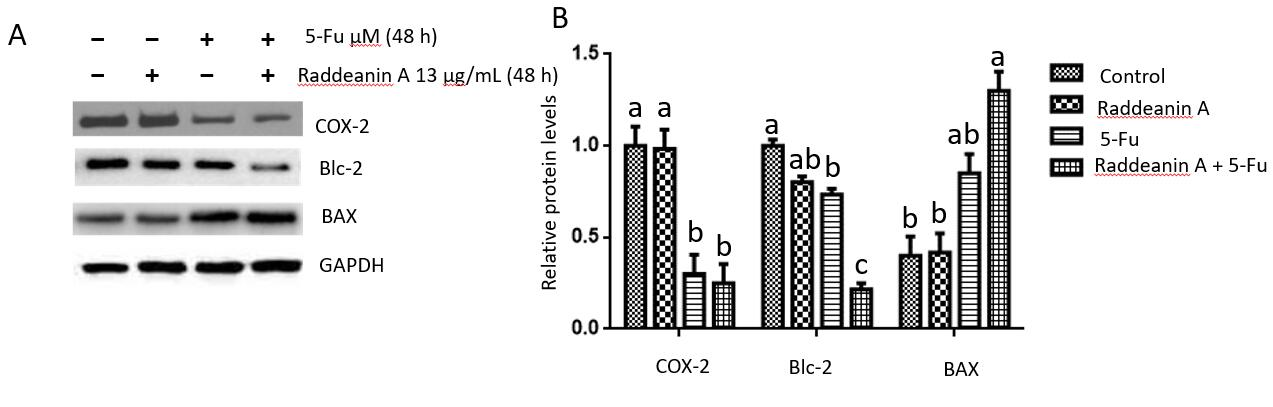 A
− − + + 5-Fu µM (48 h)
− + − + Raddeanin A 13 µg/mL (48 h)
COX-2
Blc-2
BAX
GAPDH
B
Relative protein levels
1.5
1.0
0.5
0.0
a a b b
a ab b c
b b ab a
COX-2 Blc-2 BAX
Control
Raddeanin A
5-Fu
Raddeanin A + 5-Fu